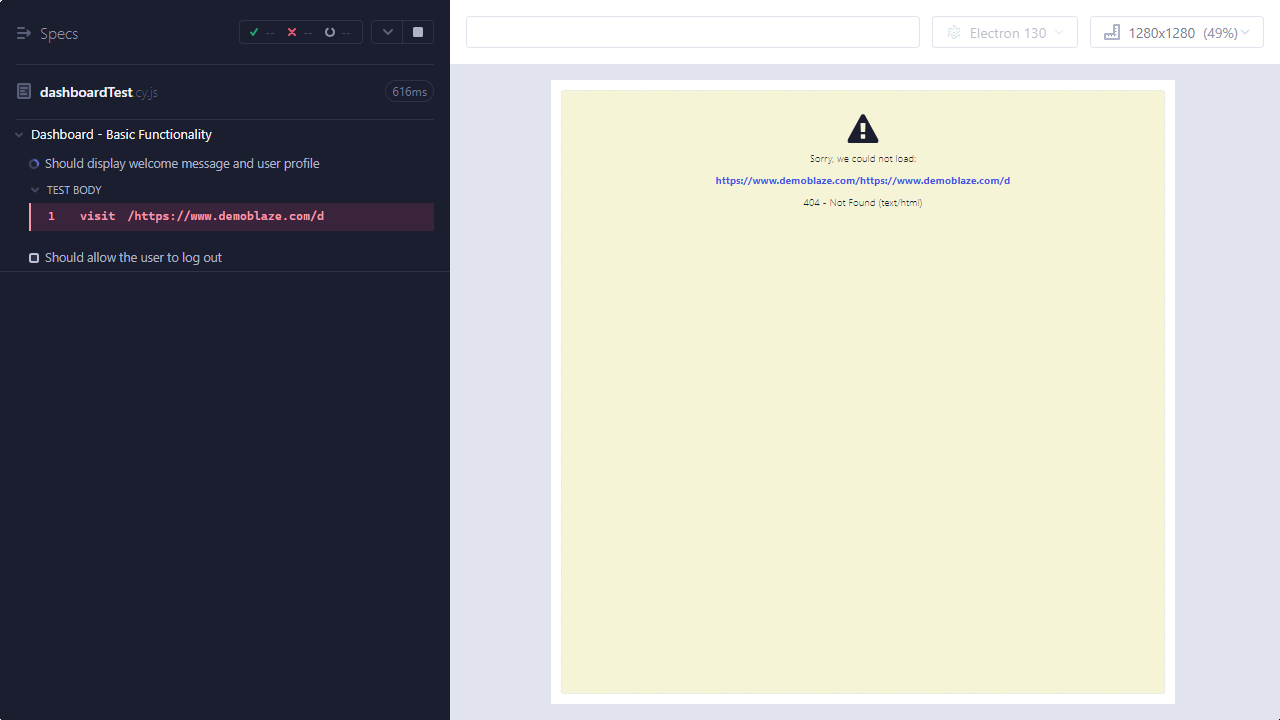 Specs
-- -- --
dashboardTest.cy.js
616ms
Dashboard - Basic Functionality
Should display welcome message and user profile
TEST BODY
1 visit /https://www.demoblaze.com/d
Should allow the user to log out
Electron 130
1280x1280 (49%)
Sorry, we could not load:
https://www.demoblaze.com/https://www.demoblaze.com/d
404 - Not Found (text/html)